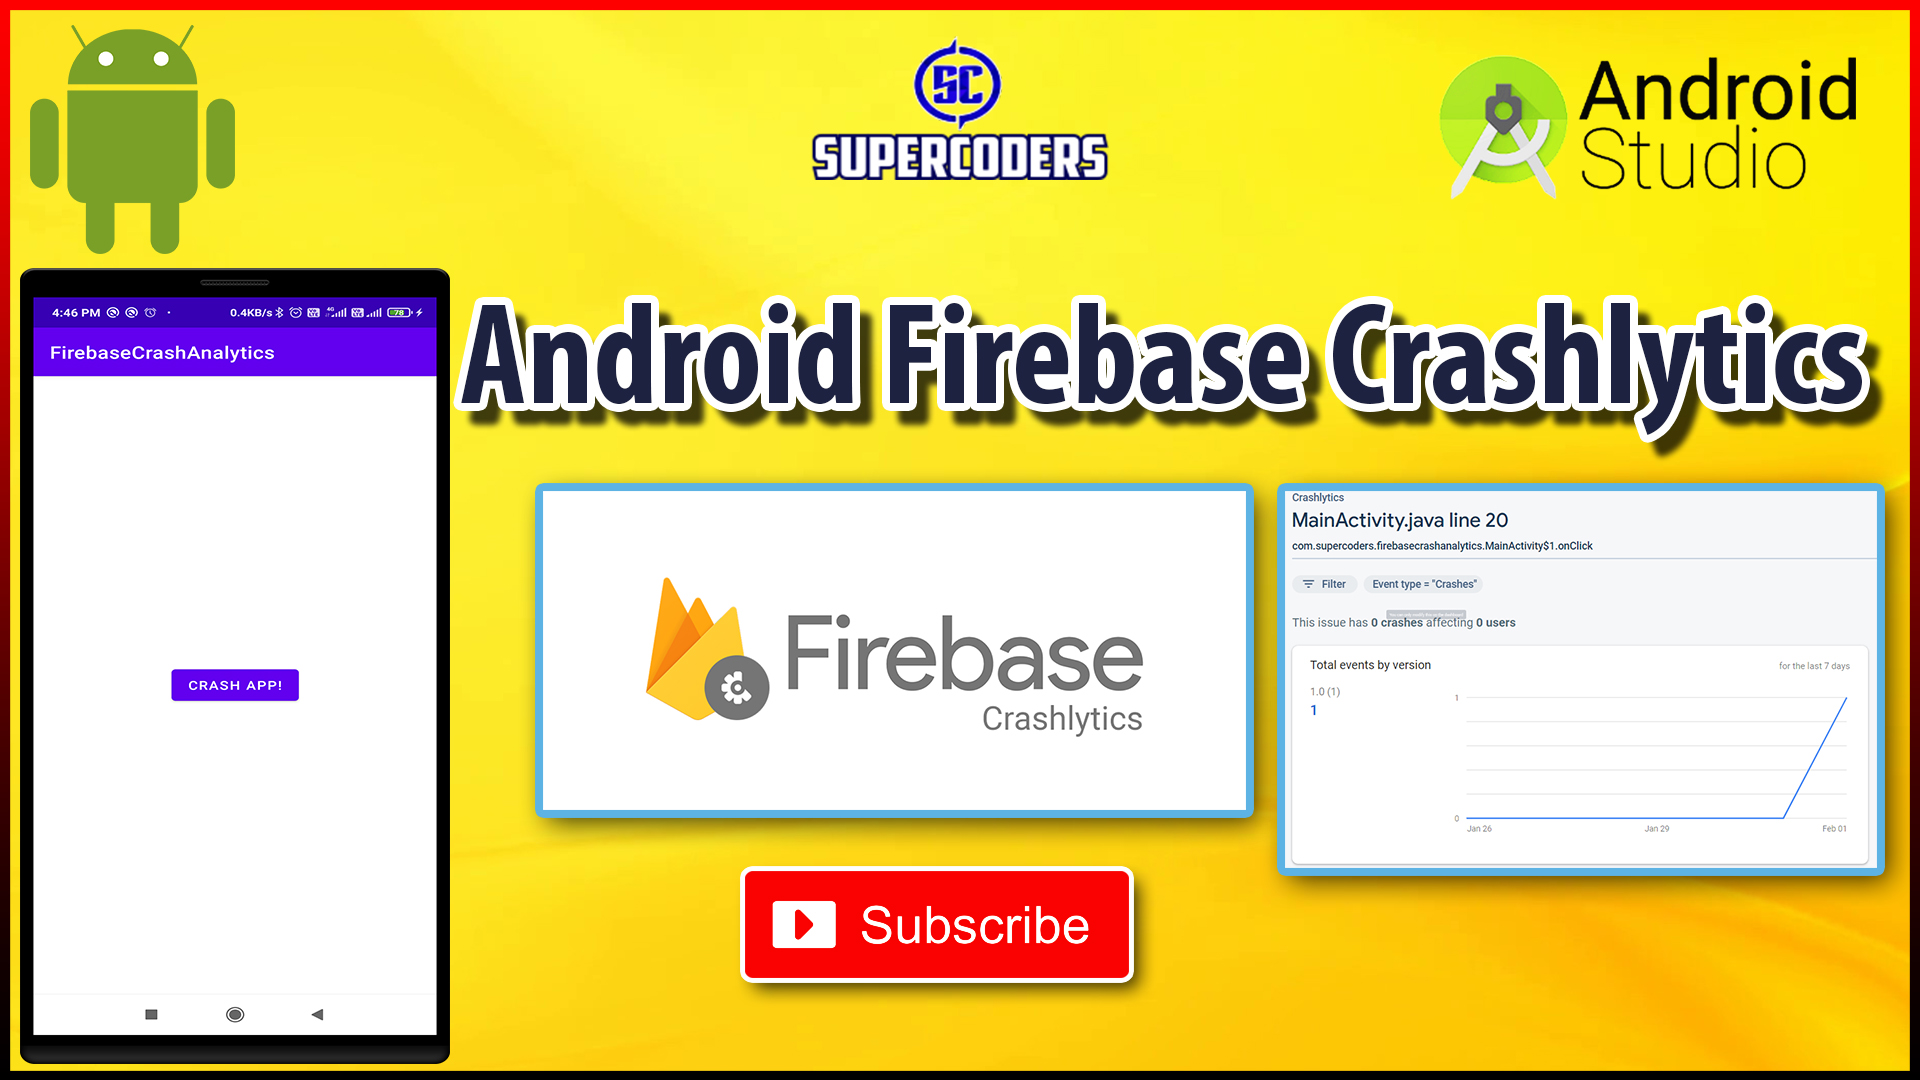 SC
SUPERCODERS
Android
Studio
4:46 PM
0.4KB/s
78
FirebaseCrashAnalytics
CRASH APP!
Android Firebase Crashlytics
Firebase
Crashlytics
Crashlytics
MainActivity.java line 20
com.supercoders.firebasecrashanalytics.MainActivity$1.onClick
Filter
Event type = "Crashes"
This issue has 0 crashes affecting 0 users
Total events by version
for the last 7 days
1.0 (1)
1
1
0
Jan 26
Jan 29
Feb 01
Subscribe